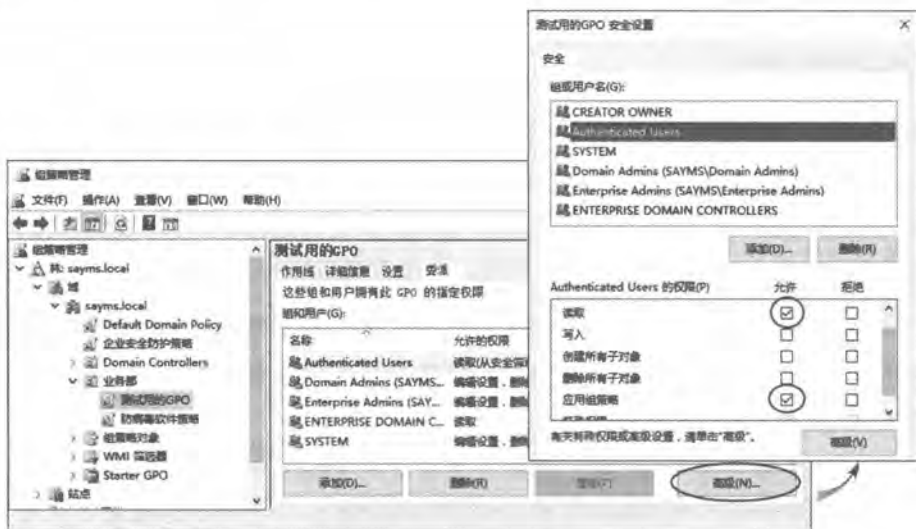 测试用的GPO 安全设置
安全
组或用户名(G):
CREATOR OWNER
Authenticated Users
SYSTEM
Domain Admins (SAYMS\Domain Admins)
Enterprise Admins (SAYMS\Enterprise Admins)
ENTERPRISE DOMAIN CONTROLLERS
添加(D)... 删除(R)
Authenticated Users 的权限(P) 允许 拒绝
读取
写入
创建所有子对象
删除所有子对象
应用组策略
有关特殊权限或高级设置，请单击"高级"。
高级(V)
组策略管理
文件(F) 操作(A) 查看(V) 窗口(W) 帮助(H)
组策略管理
林: sayms.local
域
sayms.local
Default Domain Policy
企业安全防护策略
Domain Controllers
业务部
测试用的GPO
防病毒软件策略
组策略对象
WMI 筛选器
Starter GPO
站点
测试用的GPO
作用域 详细信息 设置 委派
这些组和用户拥有此 GPO 的指定权限
组和用户(G):
名称 允许的权限
Authenticated Users 读取(从安全筛
Domain Admins (SAYMS... 编辑设置，删
Enterprise Admins (SAY... 编辑设置，删
ENTERPRISE DOMAIN C... 读取
SYSTEM 编辑设置，删
添加(D)... 删除(R) 高级(N)...